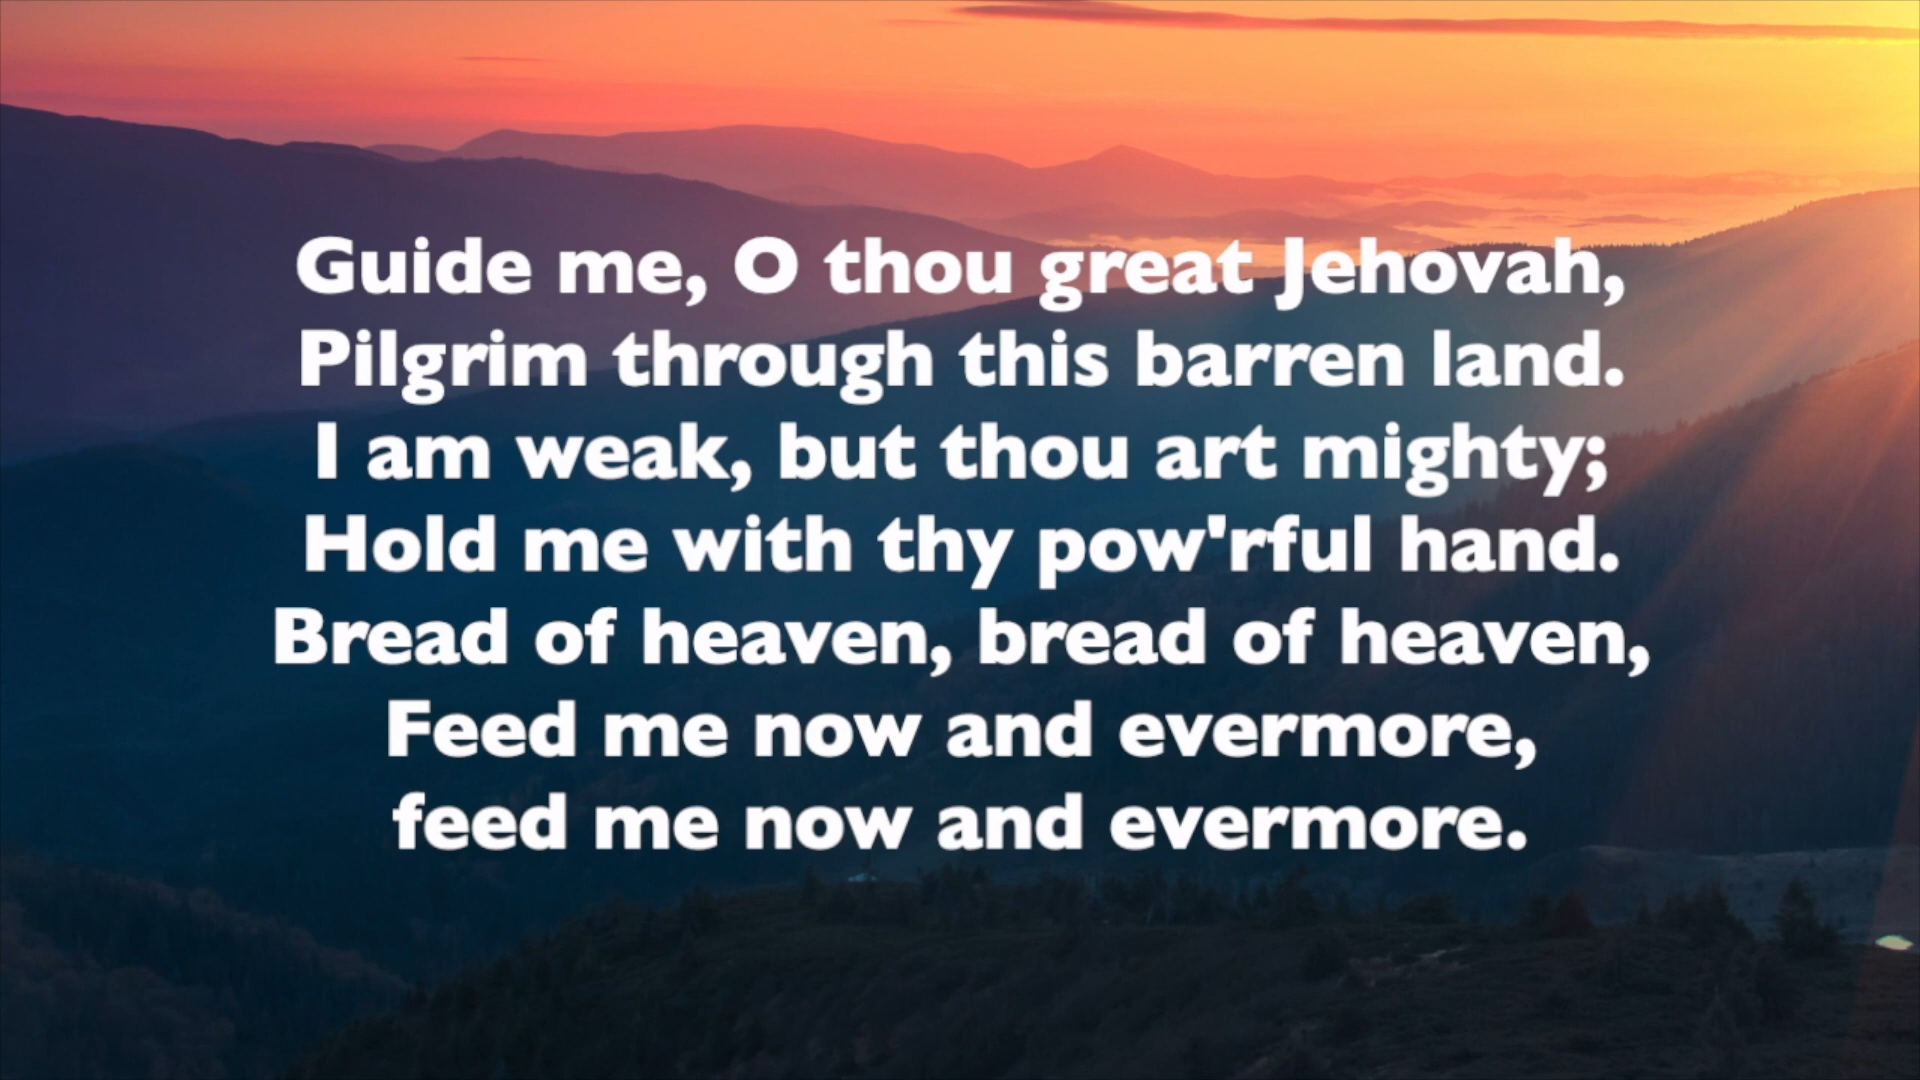 Guide me, O thou great Jehovah,
Pilgrim through this barren land.
I am weak, but thou art mighty;
Hold me with thy pow'rful hand.
Bread of heaven, bread of heaven,
Feed me now and evermore,
feed me now and evermore.